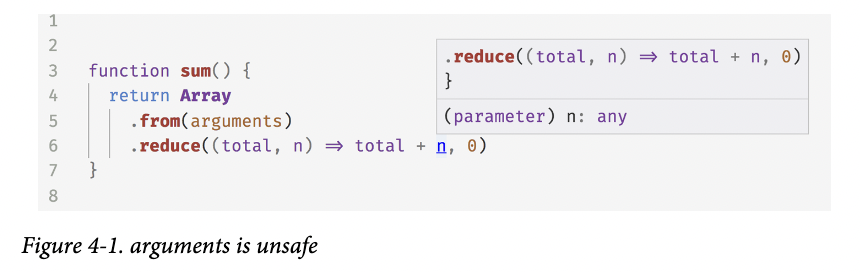 1
2
3 function sum() {
4 return Array
5 .from(arguments)
6 .reduce((total, n) ⇒ total + n, 0)
7 }
8
.reduce((total, n) ⇒ total + n, 0)
}
(parameter) n: any
Figure 4-1. arguments is unsafe